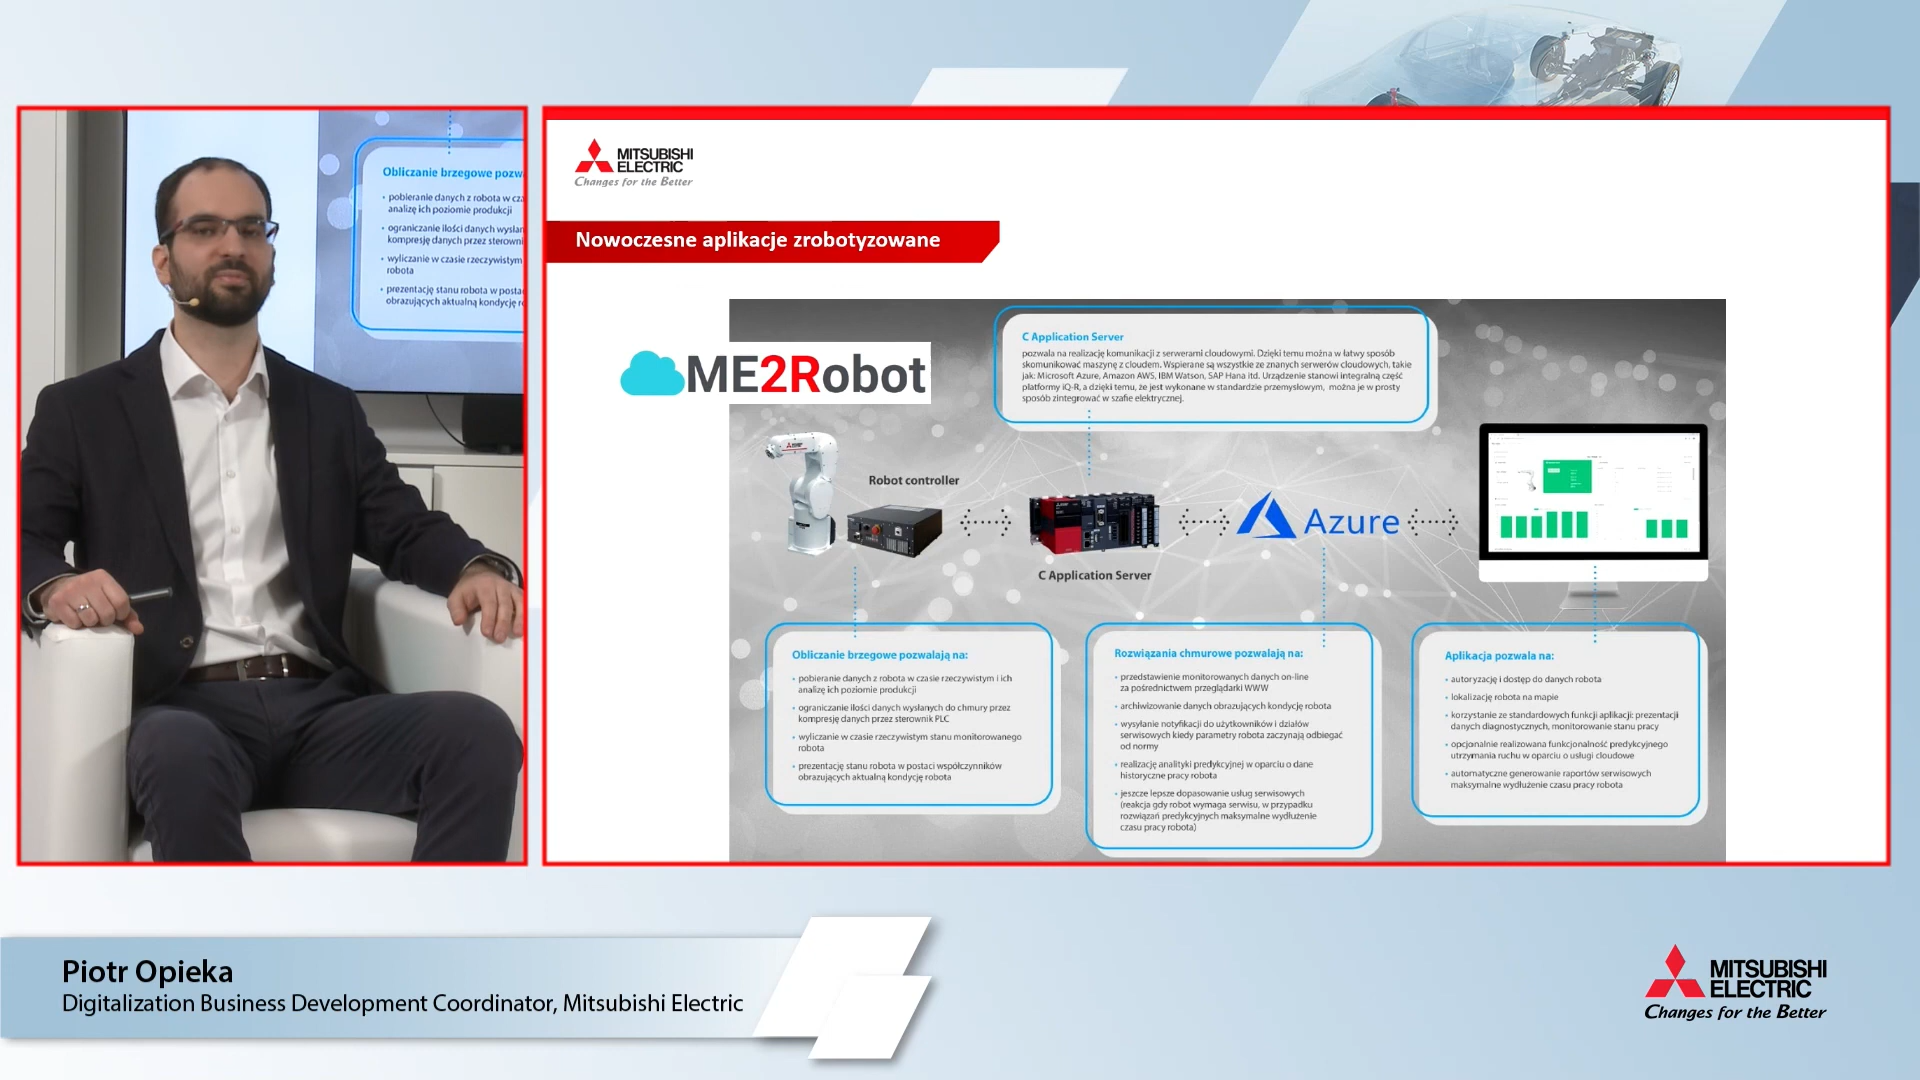 Obliczanie brzegowe pozw
• pobieranie danych z robota w cza
analizę ich poziomie produkcji
• ograniczanie ilości danych wysłan
kompresję danych przez sterowni
• wyliczanie w czasie rzeczywistym
robota
• prezentację stanu robota w posta
obrazujących aktualną kondycję r
MITSUBISHI
ELECTRIC
Changes for the Better
Nowoczesne aplikacje zrobotyzowane
ME2Robot
C Application Server
pozwala na realizację komunikacji z serwerami cloudowymi. Dzięki temu można w łatwy sposób
skomunikować maszynę z cloudem. Wspierane są wszystkie ze znanych serwerów cloudowych, takie
jak: Microsoft Azure, Amazon AWS, IBM Watson, SAP Hana itd. Urządzenie stanowi integralną część
platformy iQ-R, a dzięki temu, że jest wykonane w standardzie przemysłowym, można je w prosty
sposób zintegrować w szafie elektrycznej.
Robot controller
C Application Server
Azure
Obliczanie brzegowe pozwalają na:
• pobieranie danych z robota w czasie rzeczywistym i ich
analizę ich poziomie produkcji
• ograniczanie ilości danych wysłanych do chmury przez
kompresję danych przez sterownik PLC
• wyliczanie w czasie rzeczywistym stanu monitorowanego
robota
• prezentację stanu robota w postaci współczynników
obrazujących aktualną kondycję robota
Rozwiązania chmurowe pozwalają na:
• przedstawienie monitorowanych danych on-line
za pośrednictwem przeglądarki WWW
• archiwizowanie danych obrazujących kondycję robota
• wysyłanie notyfikacji do użytkowników i działów
serwisowych kiedy parametry robota zaczynają odbiegać
od normy
• realizację analityki predykcyjnej w oparciu o dane
historyczne pracy robota
• jeszcze lepsze dopasowanie usług serwisowych
(reakcja gdy robot wymaga serwisu, w przypadku
rozwiązań predykcyjnych maksymalne wydłużenie
czasu pracy robota)
Aplikacja pozwala na:
• autoryzację i dostęp do danych robota
• lokalizację robota na mapie
• korzystanie ze standardowych funkcji aplikacji: prezentacji
danych diagnostycznych, monitorowanie stanu pracy
• opcjonalnie realizowana funkcjonalność predykcyjnego
utrzymania ruchu w oparciu o usługi cloudowe
• automatyczne generowanie raportów serwisowych
maksymalne wydłużenie czasu pracy robota
Piotr Opieka
Digitalization Business Development Coordinator, Mitsubishi Electric
MITSUBISHI
ELECTRIC
Changes for the Better